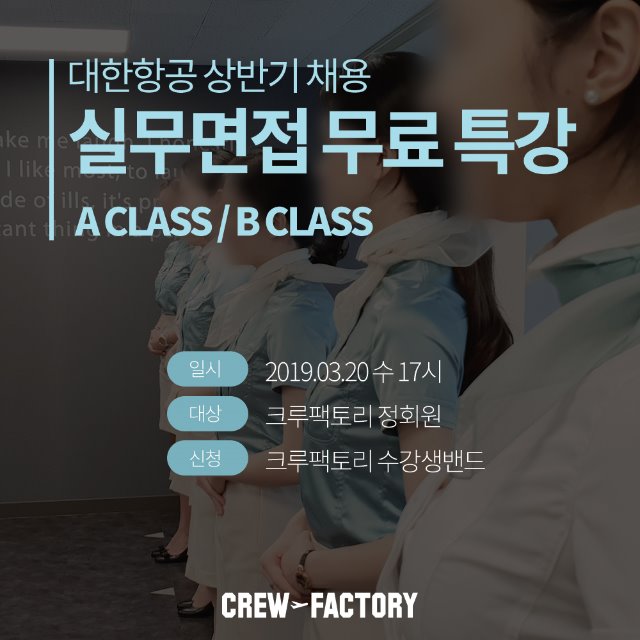 대한항공 상반기 채용
실무면접 무료 특강
A CLASS / B CLASS
일시 2019.03.20 수 17시
대상 크루팩토리 정회원
신청 크루팩토리 수강생밴드
CREW FACTORY